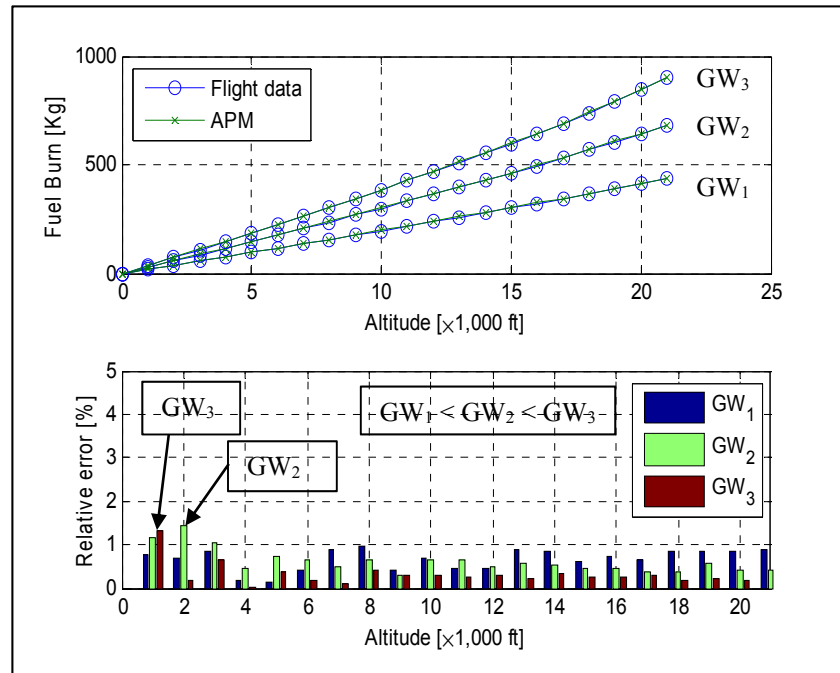 1000
500
0
Fuel Burn [Kg]
Flight data
APM
GW₃
GW₂
GW₁
0 5 10 15 20 25
Altitude [×1,000 ft]
5
4
3
2
1
0
Relative error [%]
GW₃
GW₂
GW₁ < GW₂ < GW₃
GW₁
GW₂
GW₃
0 2 4 6 8 10 12 14 16 18 20
Altitude [×1,000 ft]